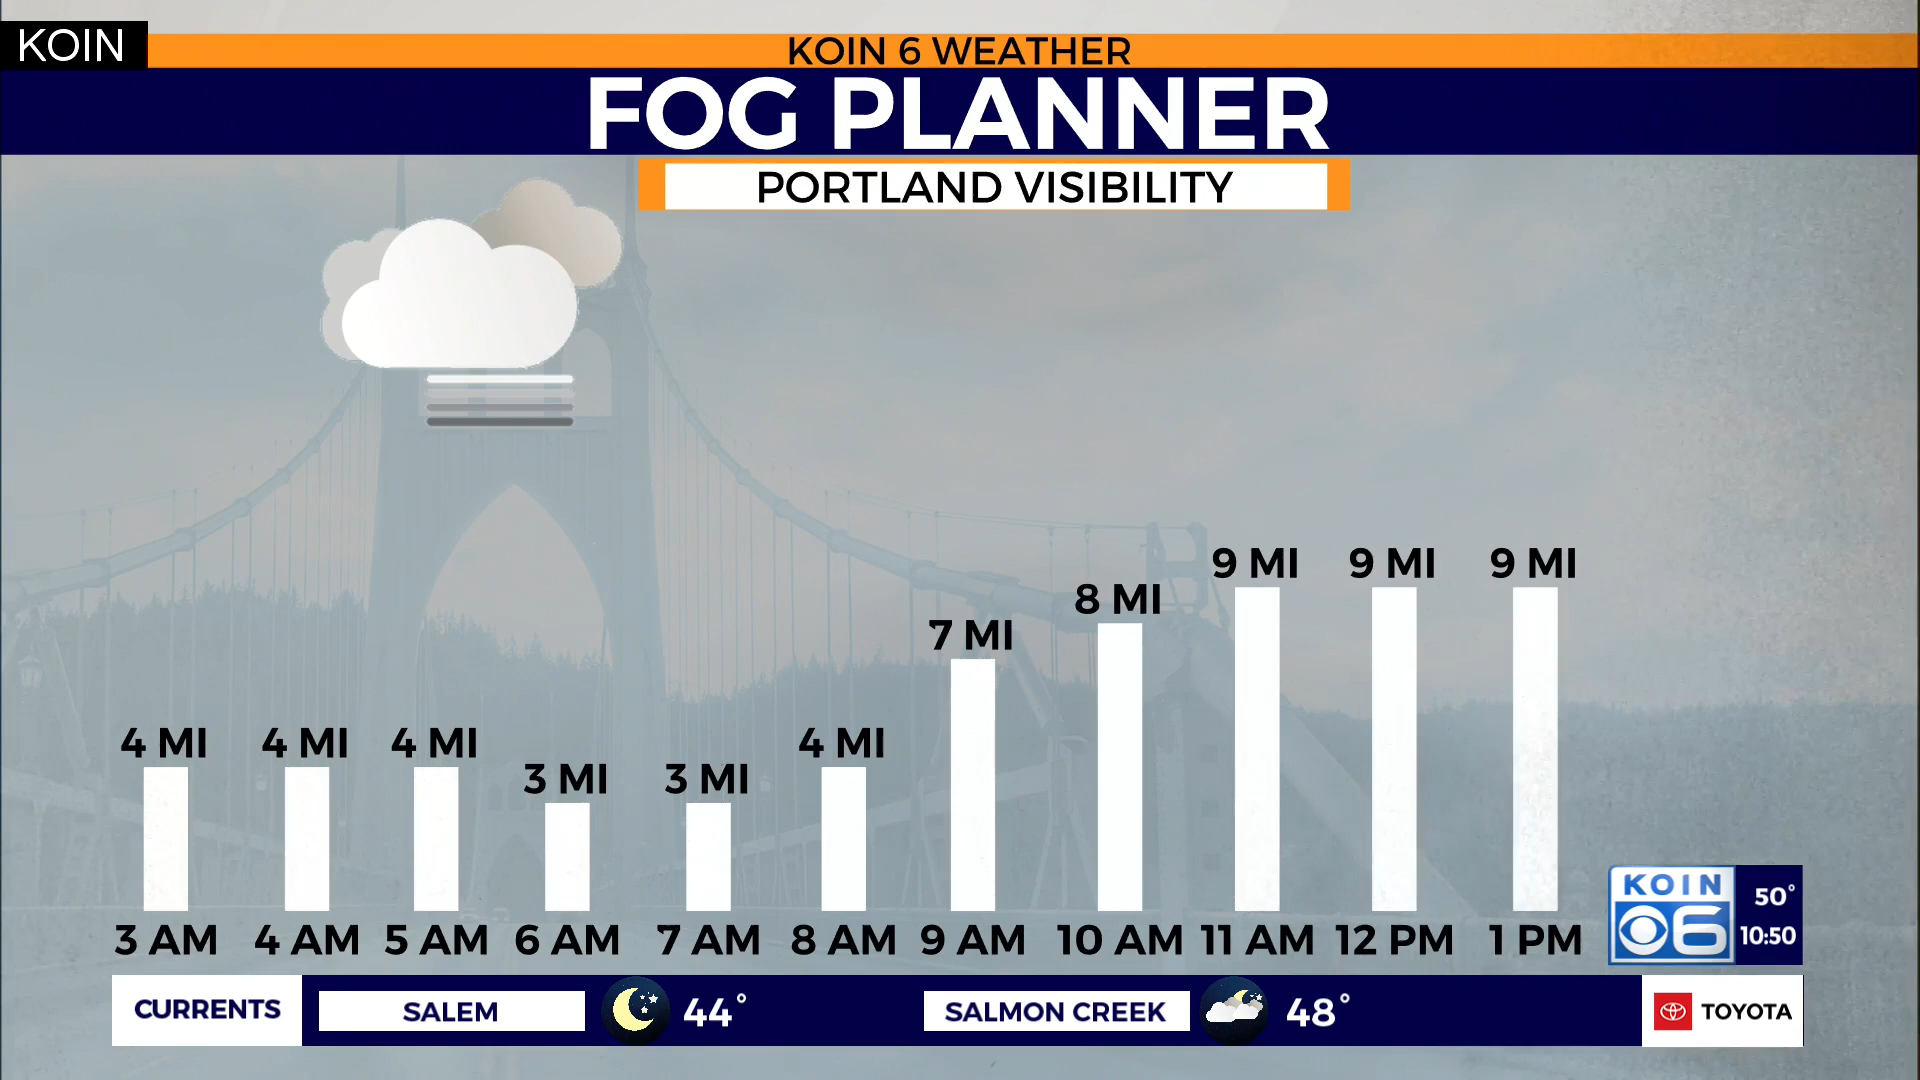 KOIN
KOIN 6 WEATHER
FOG PLANNER
PORTLAND VISIBILITY
4 MI 4 MI 4 MI 3 MI 3 MI 4 MI 7 MI 8 MI 9 MI 9 MI 9 MI
3 AM 4 AM 5 AM 6 AM 7 AM 8 AM 9 AM 10 AM 11 AM 12 PM 1 PM
KOIN
6
50°
10:50
CURRENTS SALEM 44° SALMON CREEK 48° TOYOTA